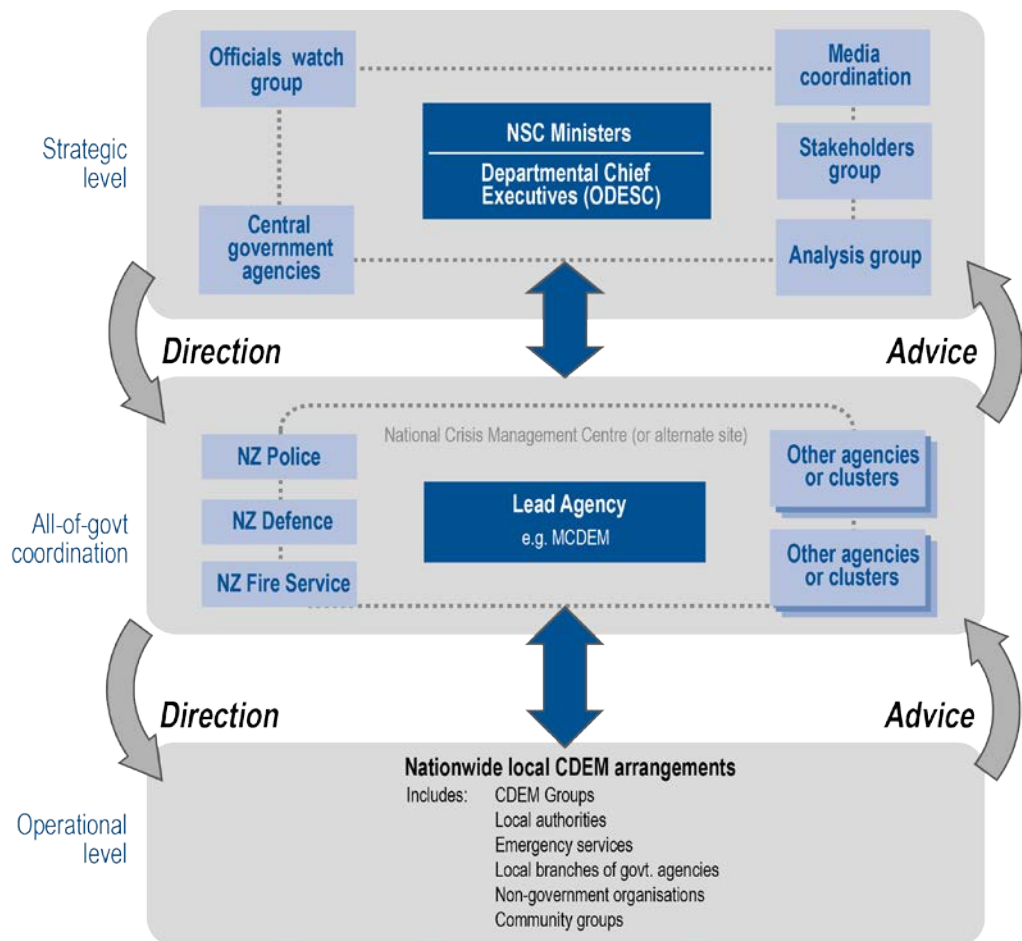 Strategic
level
Officials watch
group
Central
government
agencies
NSC Ministers
Departmental Chief
Executives (ODESC)
Media
coordination
Stakeholders
group
Analysis group
Direction
Advice
All-of-govt
coordination
National Crisis Management Centre (or alternate site)
NZ Police
NZ Defence
NZ Fire Service
Lead Agency
e.g. MCDEM
Other agencies
or clusters
Other agencies
or clusters
Direction
Advice
Operational
level
Nationwide local CDEM arrangements
Includes: CDEM Groups
Local authorities
Emergency services
Local branches of govt. agencies
Non-government organisations
Community groups